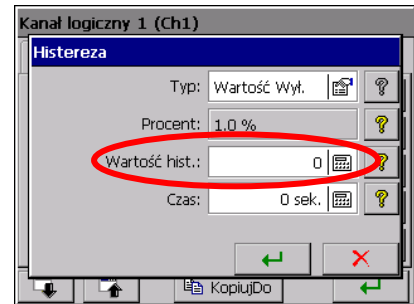 Kanał logiczny 1 (Ch1)
Histereza
Typ: Wartość Wył.
Procent: 1.0 %
Wartość hist.: 0
Czas: 0 sek.
KopiujDo